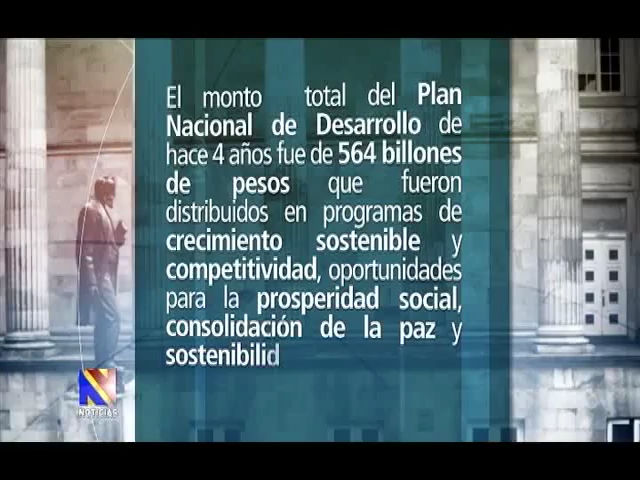 El monto total del Plan
Nacional de Desarrollo de
hace 4 años fue de 564 billones
de pesos que fueron
distribuidos en programas de
crecimiento sostenible y
competitividad, oportunidades
para la prosperidad social,
consolidación de la paz y
sostenibilid
N
NOTICIAS